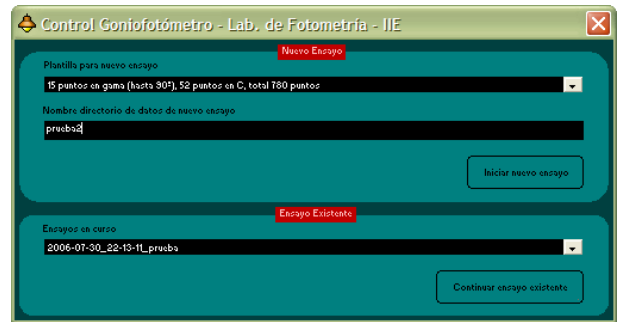 Control Goniofotómetro - Lab. de Fotometría - IIE
Nuevo Ensayo
Plantilla para nuevo ensayo
15 puntos en gama (hasta 90º), 52 puntos en C, total 780 puntos
Nombre directorio de datos de nuevo ensayo
prueba2
Iniciar nuevo ensayo
Ensayo Existente
Ensayos en curso
2006-07-30_22-13-11_prueba
Continuar ensayo existente